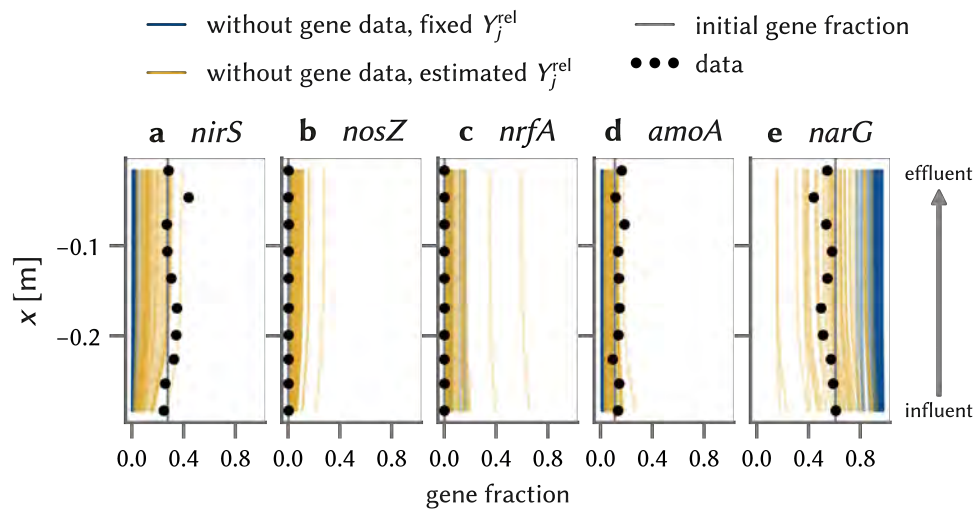 without gene data, fixed Y_j^rel
initial gene fraction
without gene data, estimated Y_j^rel
data
a nirS
b nosZ
c nrfA
d amoA
e narG
effluent
−0.1
x [m]
−0.2
influent
0.0 0.4 0.8 0.0 0.4 0.8 0.0 0.4 0.8 0.0 0.4 0.8 0.0 0.4 0.8
gene fraction